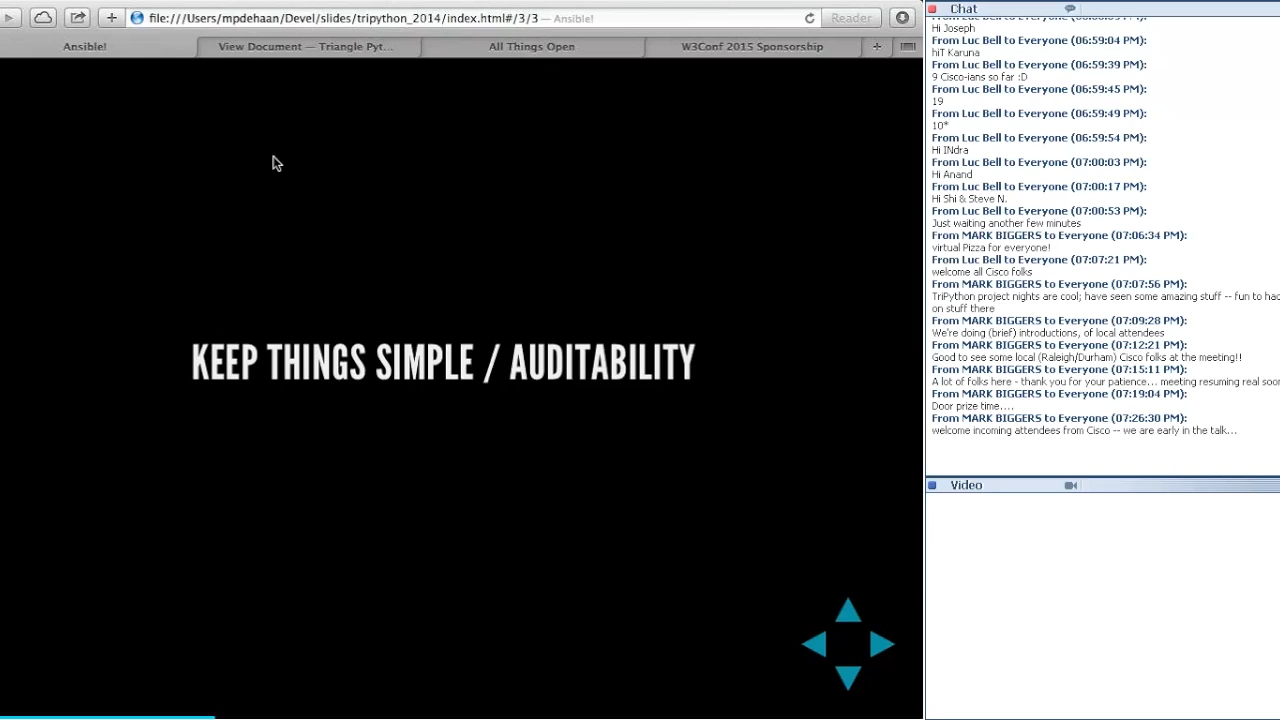 file:///Users/mpdehaan/Devel/slides/tripython_2014/index.html#/3/3 — Ansible!
Reader
Ansible!
View Document — Triangle Pyt...
All Things Open
W3Conf 2015 Sponsorship
+
KEEP THINGS SIMPLE / AUDITABILITY
Chat
Hi Joseph
From Luc Bell to Everyone (06:59:04 PM):
hiT Karuna
From Luc Bell to Everyone (06:59:39 PM):
9 Cisco-ians so far :D
From Luc Bell to Everyone (06:59:45 PM):
19
From Luc Bell to Everyone (06:59:49 PM):
10*
From Luc Bell to Everyone (06:59:54 PM):
Hi INdra
From Luc Bell to Everyone (07:00:03 PM):
Hi Anand
From Luc Bell to Everyone (07:00:17 PM):
Hi Shi & Steve N.
From Luc Bell to Everyone (07:00:53 PM):
Just waiting another few minutes
From MARK BIGGERS to Everyone (07:06:34 PM):
virtual Pizza for everyone!
From Luc Bell to Everyone (07:07:21 PM):
welcome all Cisco folks
From MARK BIGGERS to Everyone (07:07:56 PM):
TriPython project nights are cool; have seen some amazing stuff -- fun to hac
on stuff there
From MARK BIGGERS to Everyone (07:09:28 PM):
We're doing (brief) introductions, of local attendees
From MARK BIGGERS to Everyone (07:12:21 PM):
Good to see some local (Raleigh/Durham) Cisco folks at the meeting!!
From MARK BIGGERS to Everyone (07:15:11 PM):
A lot of folks here - thank you for your patience... meeting resuming real soon
From MARK BIGGERS to Everyone (07:19:04 PM):
Door prize time....
From MARK BIGGERS to Everyone (07:26:30 PM):
welcome incoming attendees from Cisco -- we are early in the talk...
Video